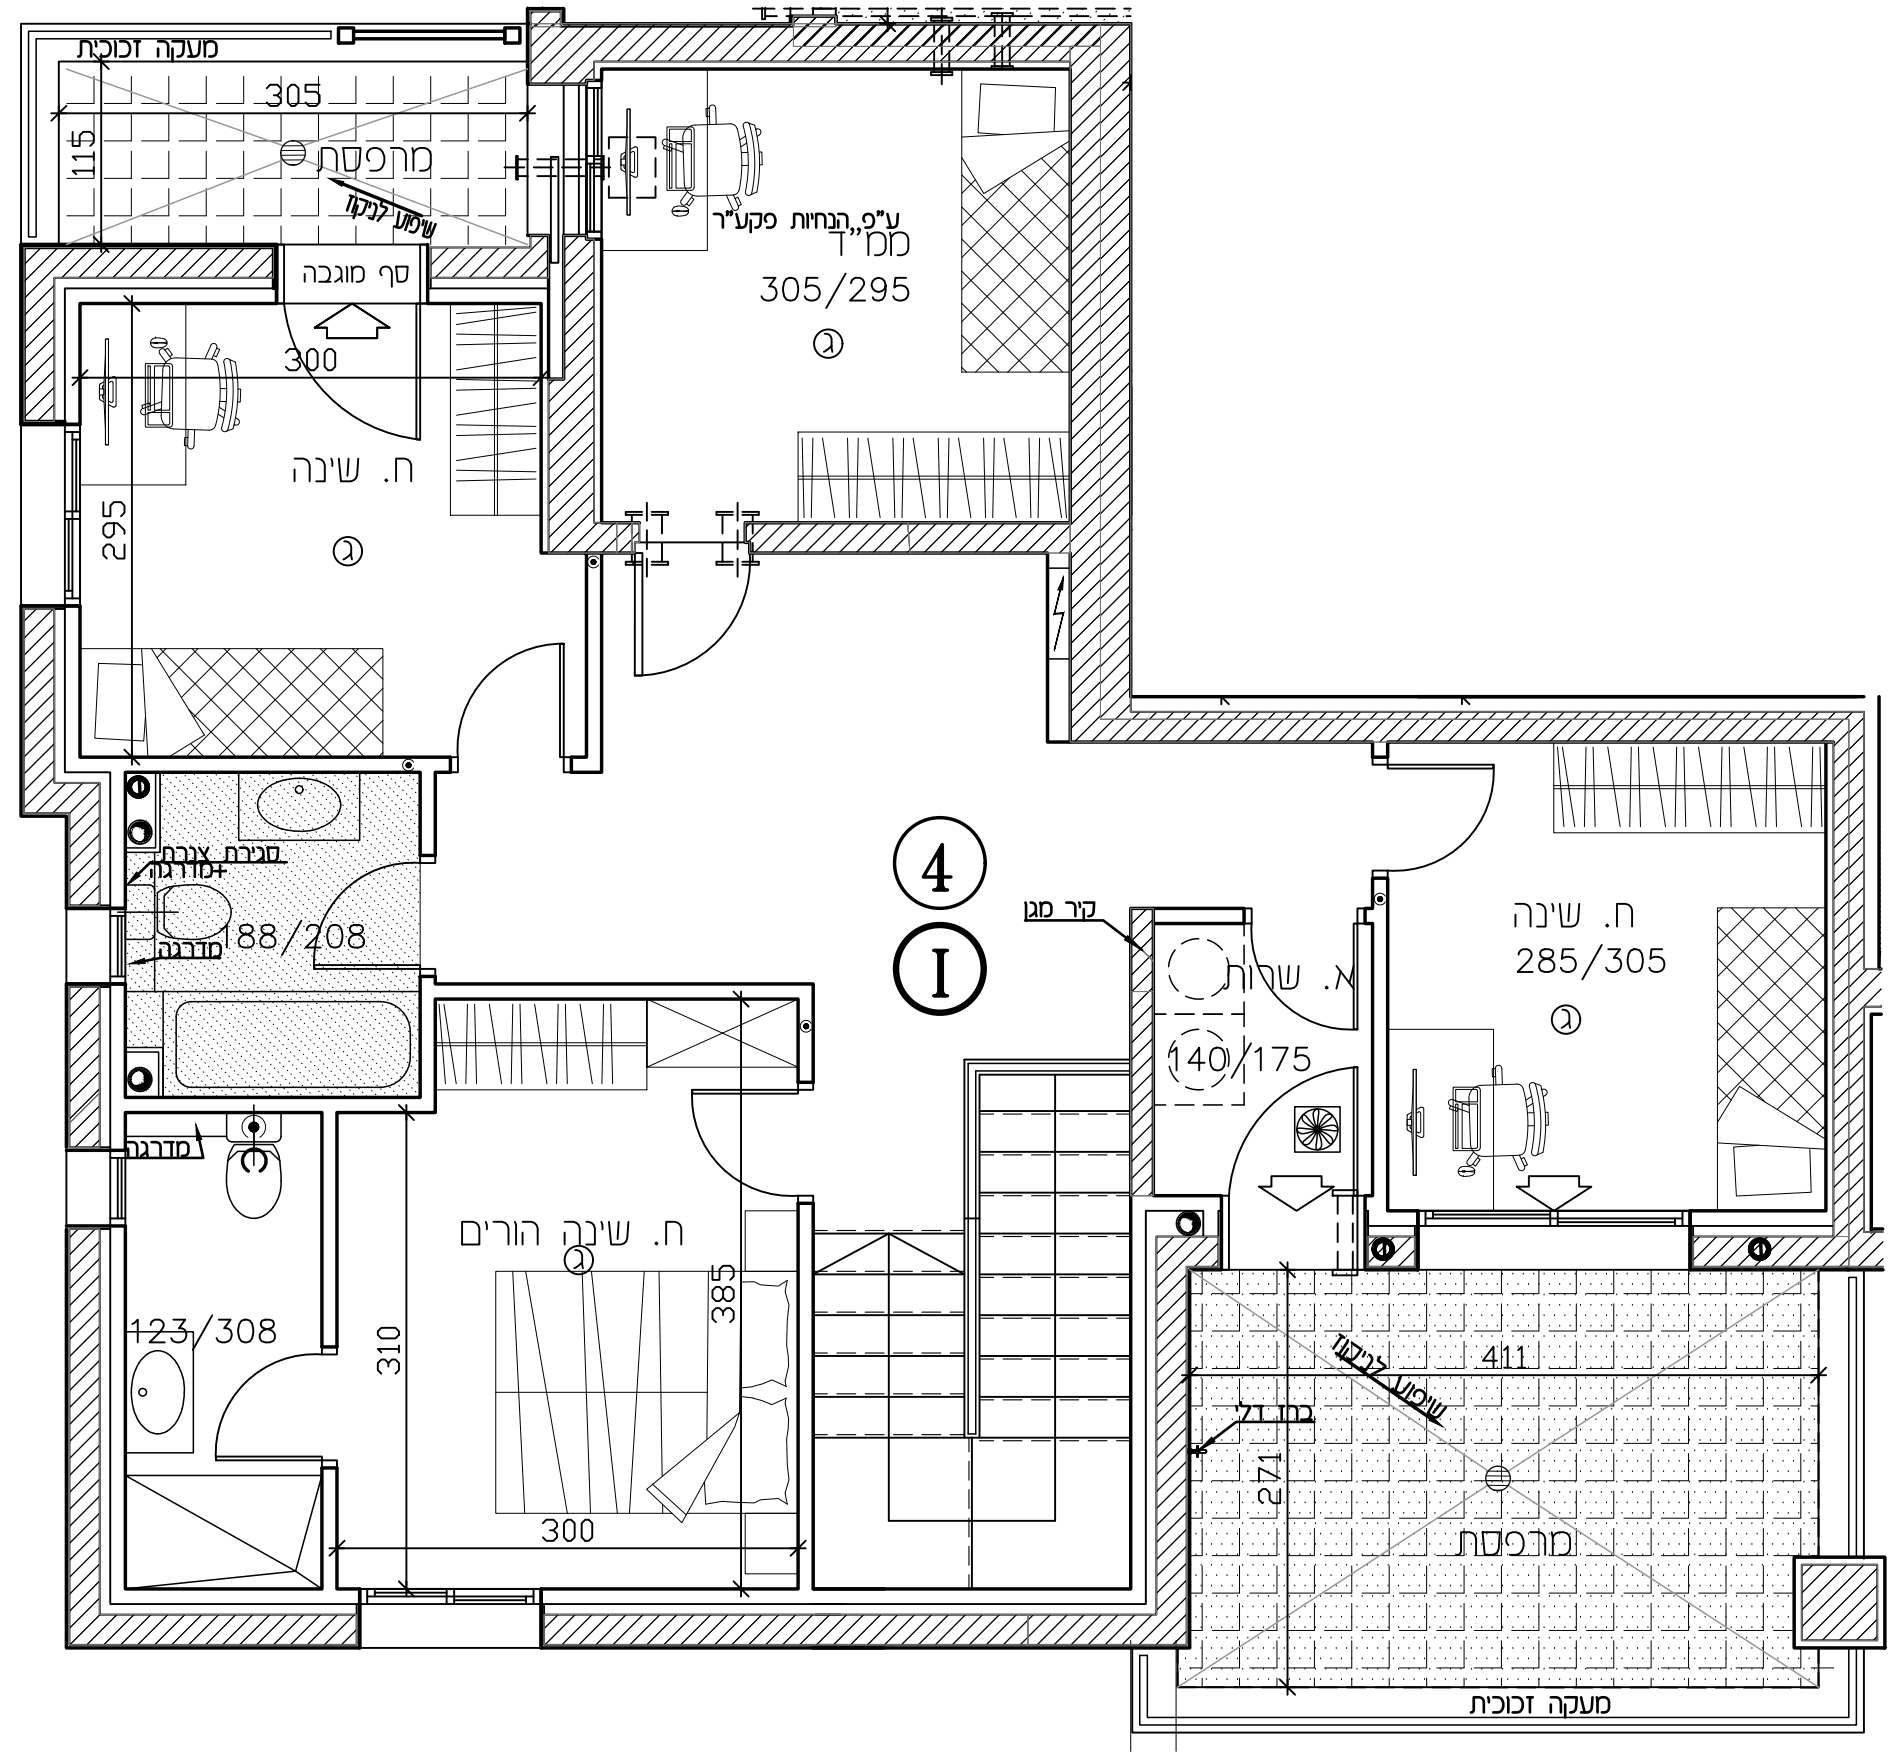 מעקה זכוכית
305
115
מרפסת
שיפוע לניקוז
ע"פ הנחיות פקע"ר
ממ"ד
305/295
ג
סף מוגבה
300
ח. שינה
295
ג
סגירת צנרת
+מדרגה
188/208
מדרגה
4
I
קיר מגן
א. שרות
140/175
ח. שינה
285/305
ג
מדרגה
ח. שינה הורים
ג
385
310
123/308
300
שיפוע לניקוז
411
ברז דלי
271
מרפסת
מעקה זכוכית